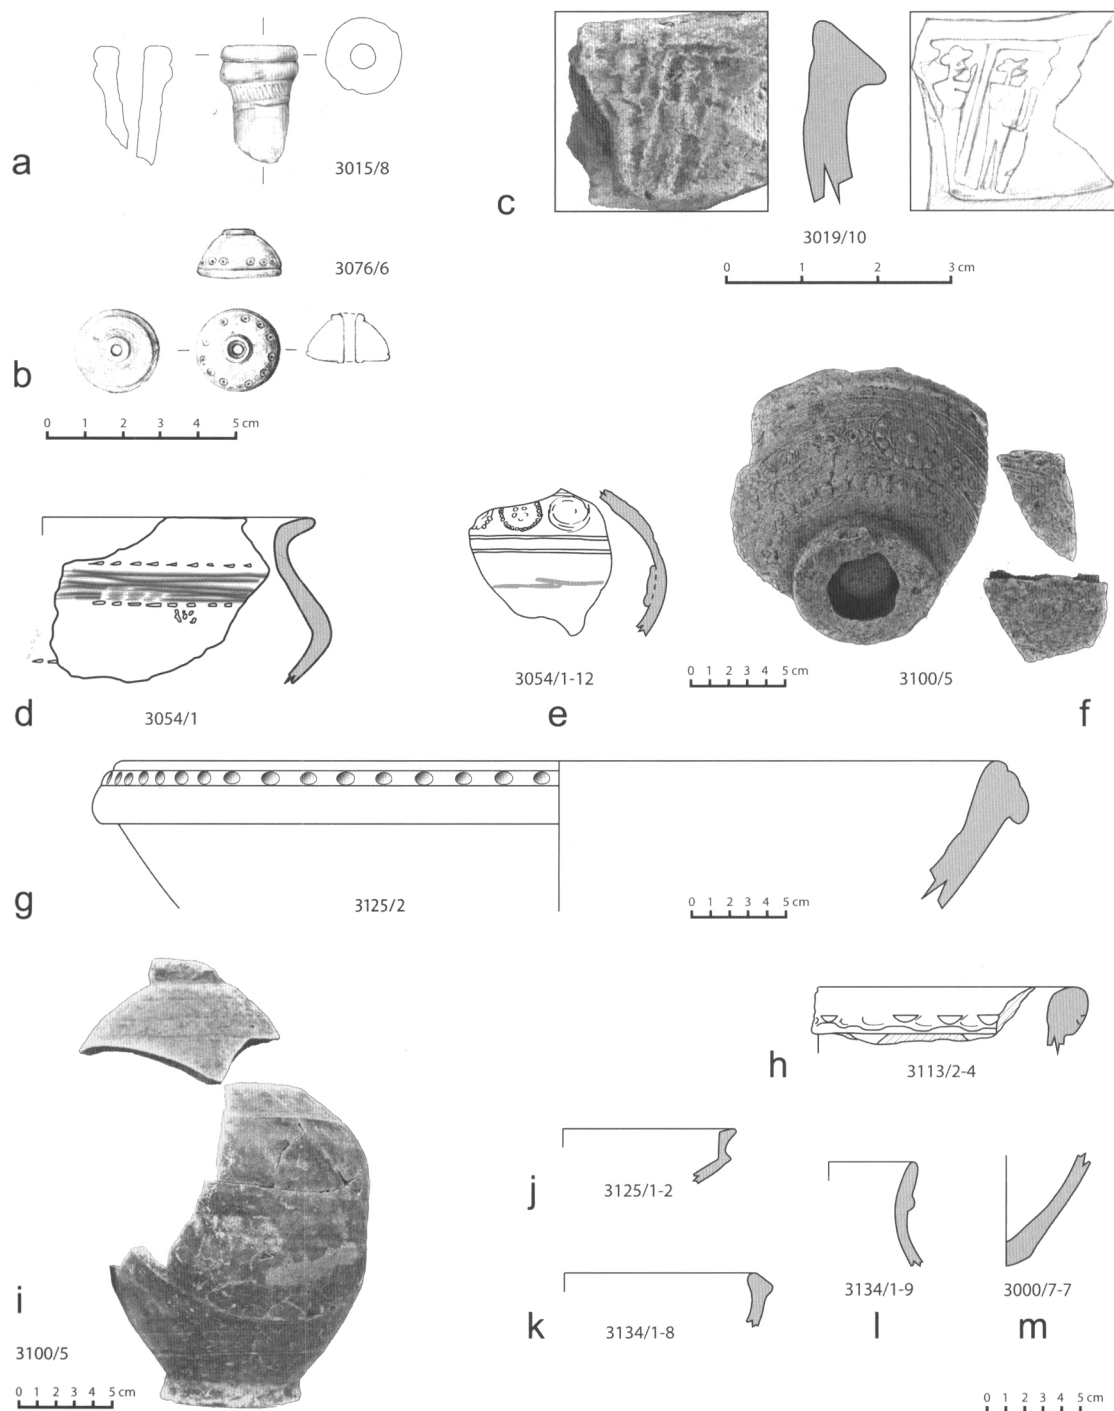 a
3015/8
3076/6
b
0 1 2 3 4 5 cm
c
3019/10
0 1 2 3 cm
d
3054/1
3054/1-12
e
0 1 2 3 4 5 cm
3100/5
f
g
3125/2
0 1 2 3 4 5 cm
h
3113/2-4
i
3100/5
0 1 2 3 4 5 cm
j
3125/1-2
k
3134/1-8
3134/1-9
l
3000/7-7
m
0 1 2 3 4 5 cm